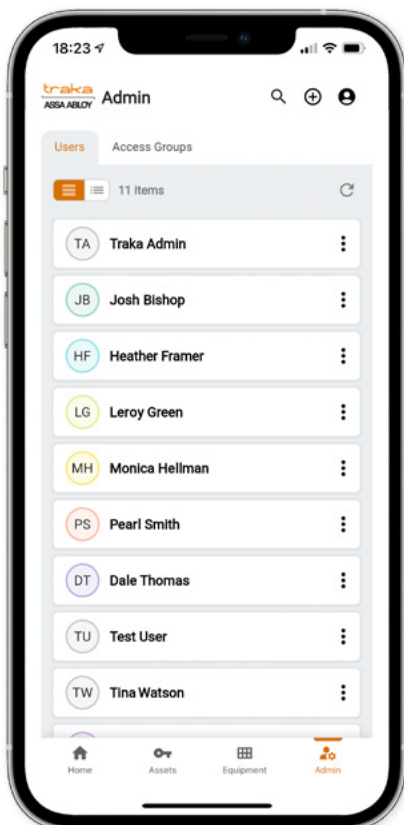 18:23
traka
ASSA ABLOY
Admin
Users
Access Groups
11 items
TA
Traka Admin
JB
Josh Bishop
HF
Heather Framer
LG
Leroy Green
MH
Monica Hellman
PS
Pearl Smith
DT
Dale Thomas
TU
Test User
TW
Tina Watson
Home
Assets
Equipment
Admin